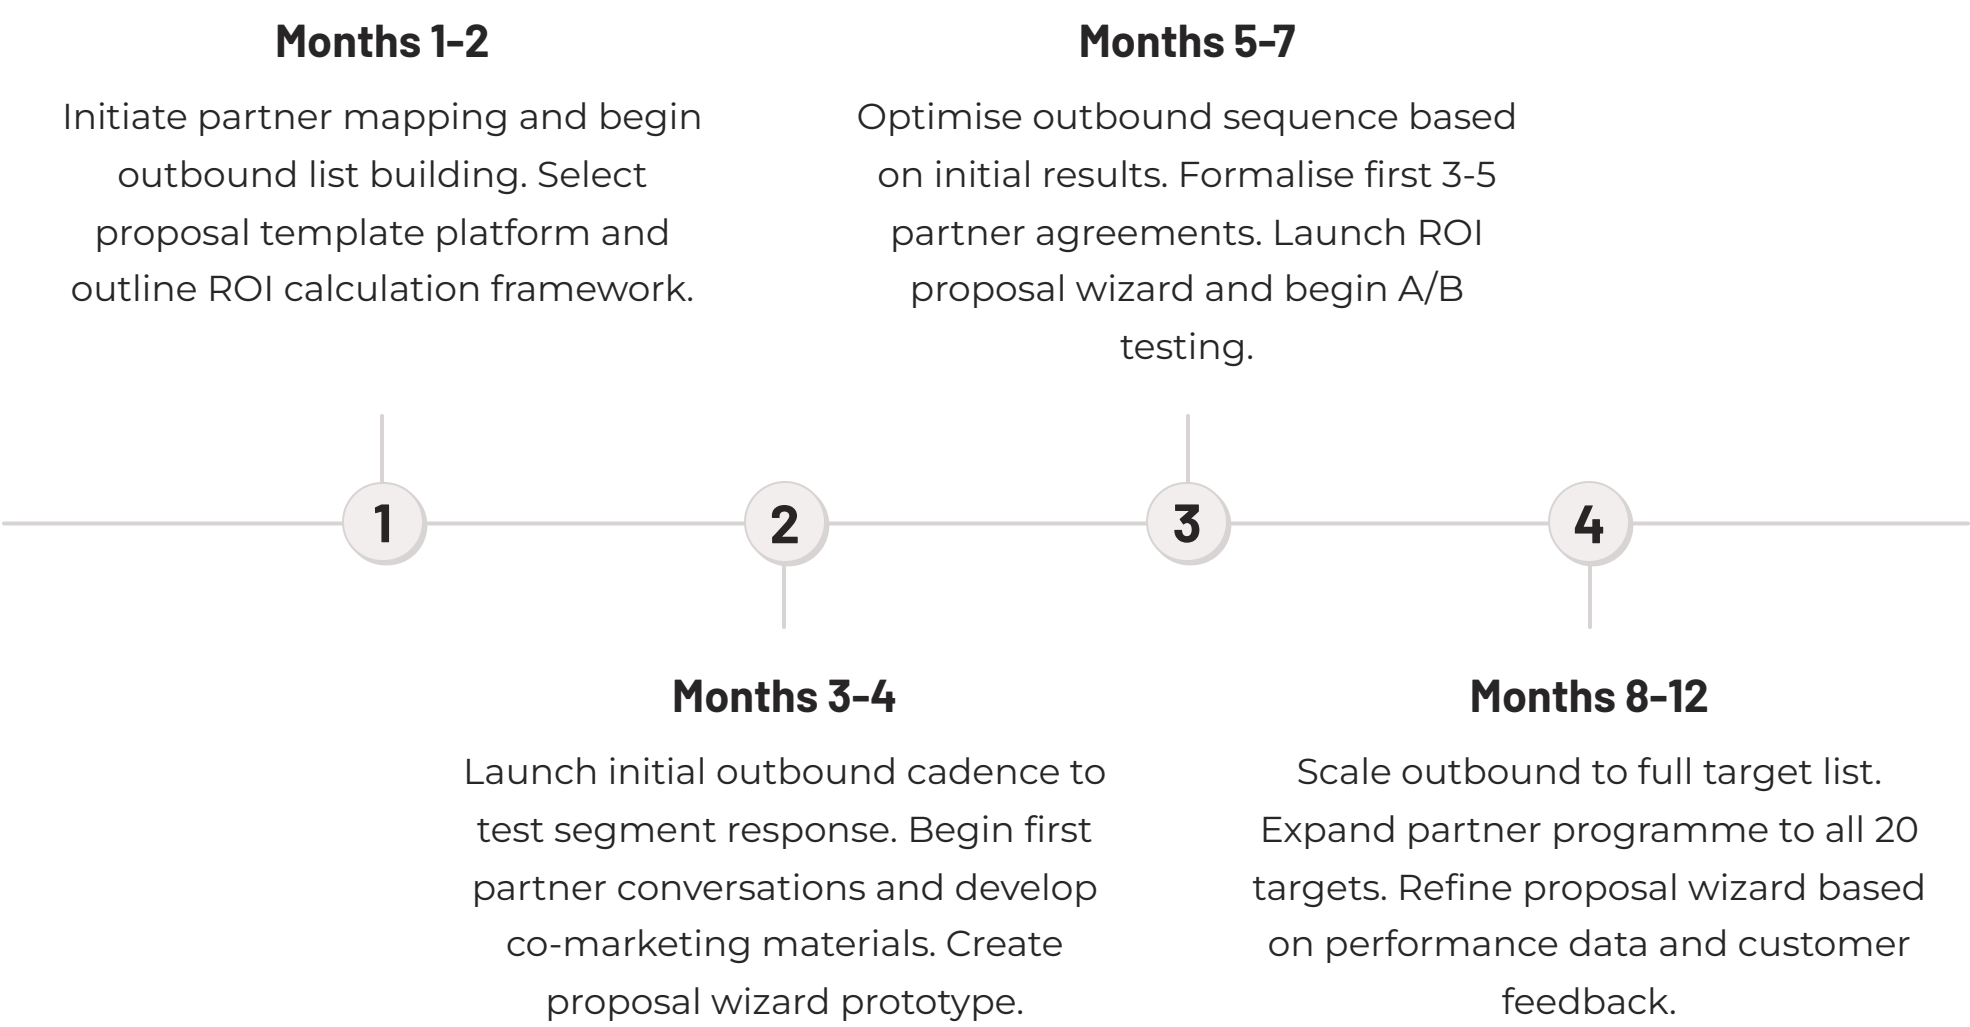 Months 1-2
Initiate partner mapping and begin
outbound list building. Select
proposal template platform and
outline ROI calculation framework.
Months 5-7
Optimise outbound sequence based
on initial results. Formalise first 3-5
partner agreements. Launch ROI
proposal wizard and begin A/B
testing.
1
2
3
4
Months 3-4
Launch initial outbound cadence to
test segment response. Begin first
partner conversations and develop
co-marketing materials. Create
proposal wizard prototype.
Months 8-12
Scale outbound to full target list.
Expand partner programme to all 20
targets. Refine proposal wizard based
on performance data and customer
feedback.